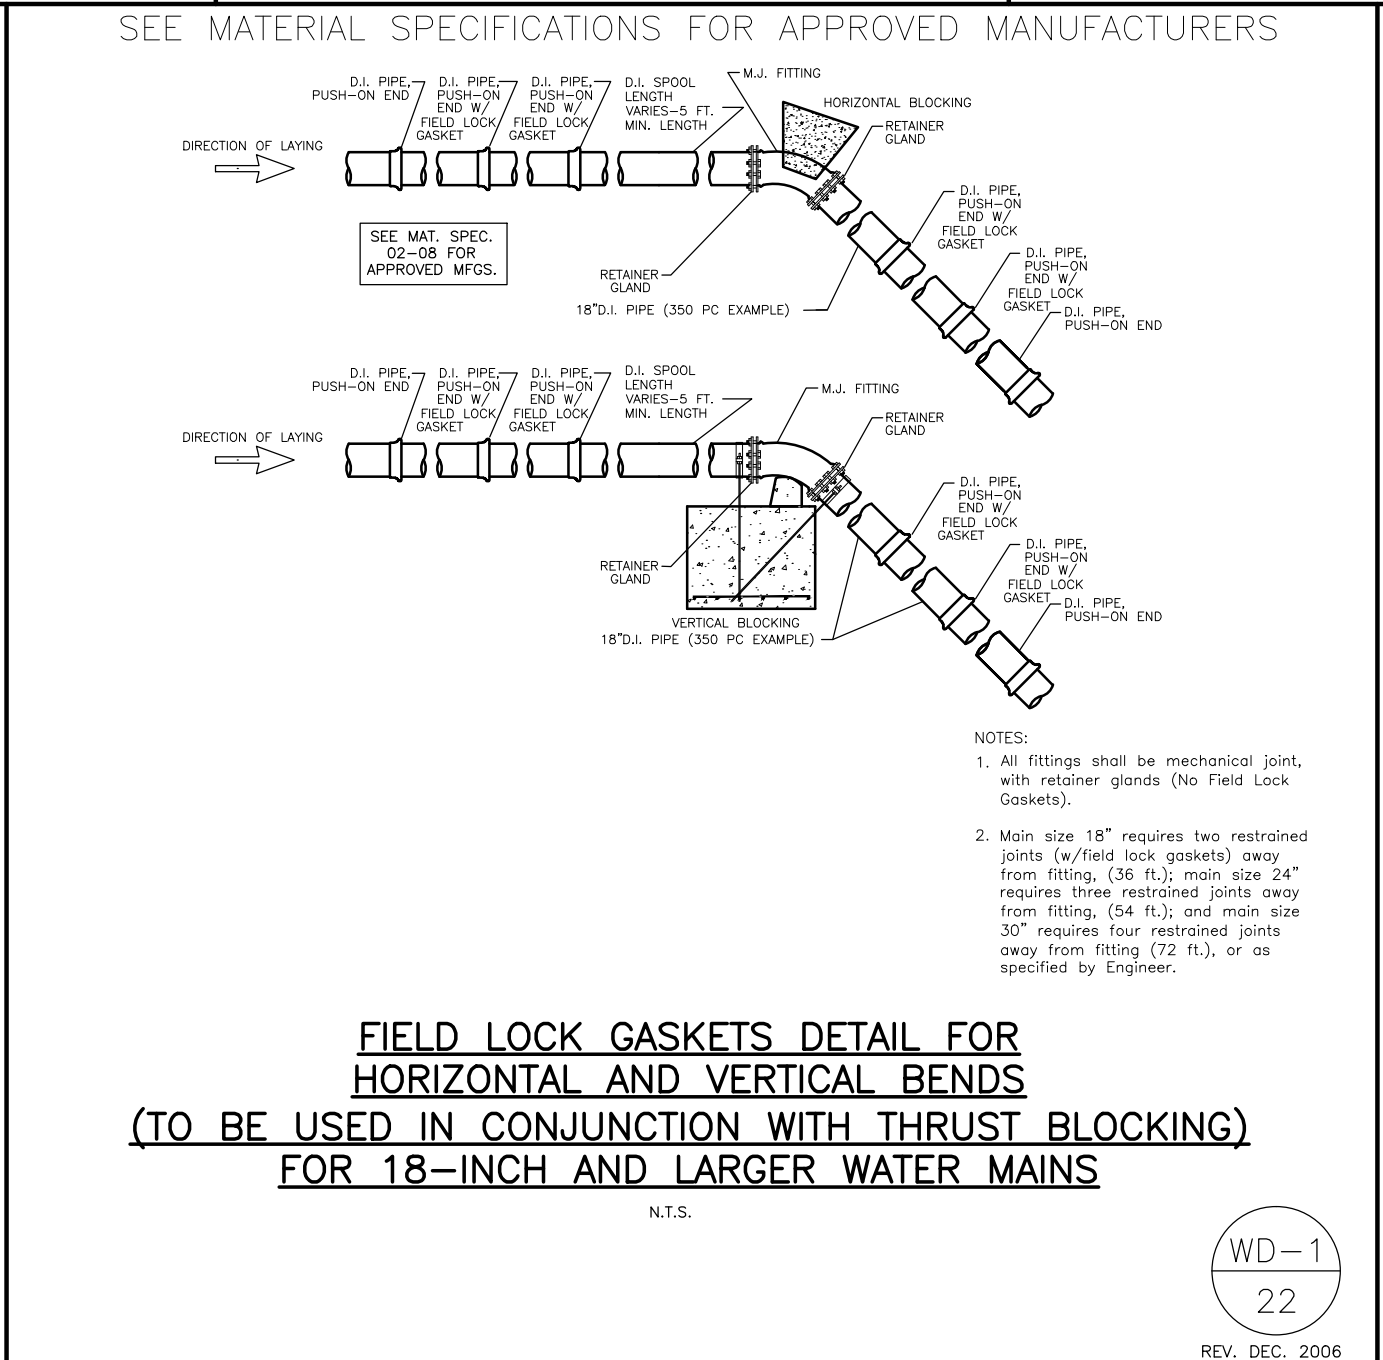 SEE MATERIAL SPECIFICATIONS FOR APPROVED MANUFACTURERS
D.I. PIPE,
PUSH-ON END
D.I. PIPE,
PUSH-ON
END W/
FIELD LOCK
GASKET
D.I. PIPE,
PUSH-ON
END W/
FIELD LOCK
GASKET
D.I. SPOOL
LENGTH
VARIES-5 FT.
MIN. LENGTH
M.J. FITTING
HORIZONTAL BLOCKING
RETAINER
GLAND
DIRECTION OF LAYING
SEE MAT. SPEC.
02-08 FOR
APPROVED MFGS.
RETAINER
GLAND
18"D.I. PIPE (350 PC EXAMPLE)
D.I. PIPE,
PUSH-ON
END W/
FIELD LOCK
GASKET
D.I. PIPE,
PUSH-ON
END W/
FIELD LOCK
GASKET
D.I. PIPE,
PUSH-ON END
D.I. PIPE,
PUSH-ON END
D.I. PIPE,
PUSH-ON
END W/
FIELD LOCK
GASKET
D.I. PIPE,
PUSH-ON
END W/
FIELD LOCK
GASKET
D.I. SPOOL
LENGTH
VARIES-5 FT.
MIN. LENGTH
M.J. FITTING
RETAINER
GLAND
DIRECTION OF LAYING
RETAINER
GLAND
VERTICAL BLOCKING
18"D.I. PIPE (350 PC EXAMPLE)
D.I. PIPE,
PUSH-ON
END W/
FIELD LOCK
GASKET
D.I. PIPE,
PUSH-ON
END W/
FIELD LOCK
GASKET
D.I. PIPE,
PUSH-ON END
NOTES:
1. All fittings shall be mechanical joint,
with retainer glands (No Field Lock
Gaskets).
2. Main size 18" requires two restrained
joints (w/field lock gaskets) away
from fitting, (36 ft.); main size 24"
requires three restrained joints away
from fitting, (54 ft.); and main size
30" requires four restrained joints
away from fitting (72 ft.), or as
specified by Engineer.
FIELD LOCK GASKETS DETAIL FOR
HORIZONTAL AND VERTICAL BENDS
(TO BE USED IN CONJUNCTION WITH THRUST BLOCKING)
FOR 18-INCH AND LARGER WATER MAINS
N.T.S.
WD-1
22
REV. DEC. 2006